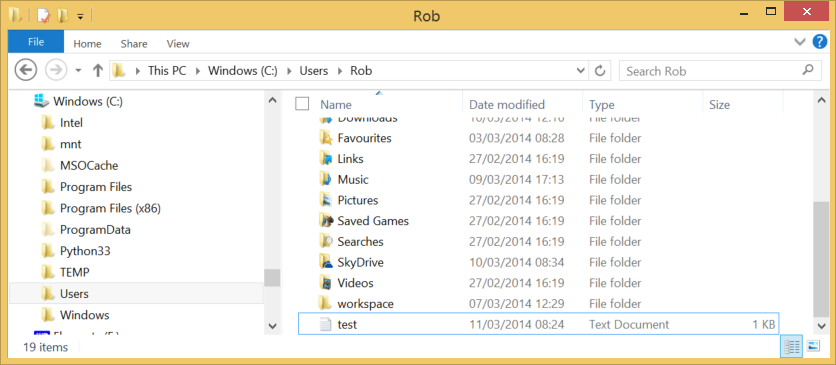 Rob
File Home Share View
This PC Windows (C:) Users Rob Search Rob
Windows (C:)
Intel
mnt
MSOCache
Program Files
Program Files (x86)
ProgramData
Python33
TEMP
Users
Windows
Name Date modified Type Size
Downloads 10/03/2014 12:16 File folder
Favourites 03/03/2014 08:28 File folder
Links 27/02/2014 16:19 File folder
Music 09/03/2014 17:13 File folder
Pictures 27/02/2014 16:19 File folder
Saved Games 27/02/2014 16:19 File folder
Searches 27/02/2014 16:19 File folder
SkyDrive 10/03/2014 08:34 File folder
Videos 27/02/2014 16:19 File folder
workspace 07/03/2014 12:29 File folder
test 11/03/2014 08:24 Text Document 1 KB
19 items